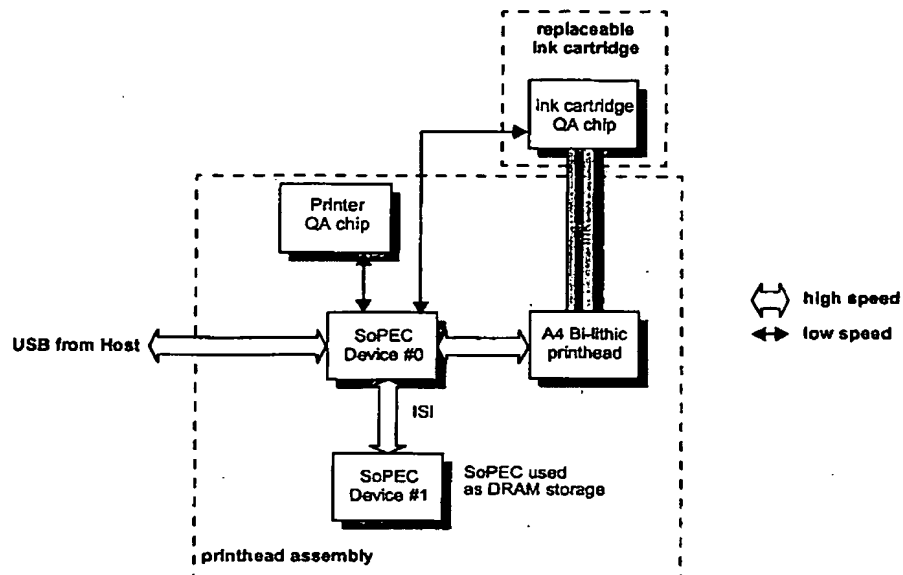 replaceable
ink cartridge
ink cartridge
QA chip
Printer
QA chip
high speed
low speed
USB from Host
SoPEC
Device #0
A4 Bi-lithic
printhead
ISI
SoPEC
Device #1
SoPEC used
as DRAM storage
printhead assembly